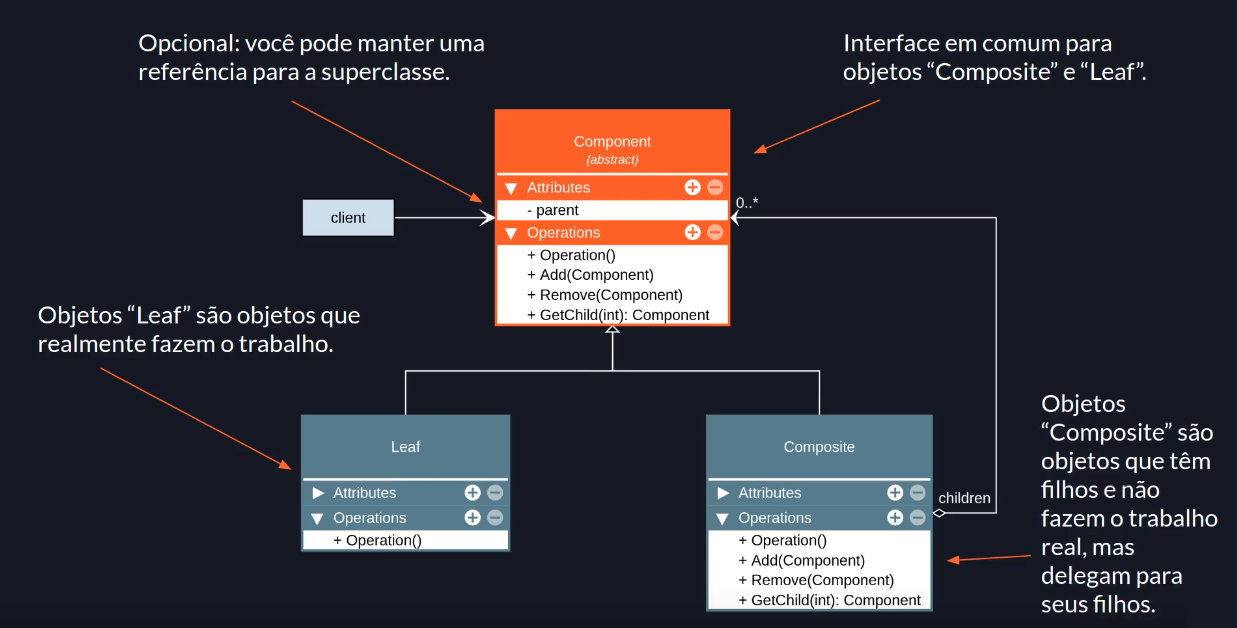 Opcional: você pode manter uma
referência para a superclasse.
Interface em comum para
objetos “Composite” e “Leaf”.
Component
{abstract}
Attributes
- parent
Operations
+ Operation()
+ Add(Component)
+ Remove(Component)
+ GetChild(int): Component
client
0..*
Objetos “Leaf” são objetos que
realmente fazem o trabalho.
Leaf
Attributes
Operations
+ Operation()
Composite
Attributes
Operations
+ Operation()
+ Add(Component)
+ Remove(Component)
+ GetChild(int): Component
children
Objetos
“Composite” são
objetos que têm
filhos e não
fazem o trabalho
real, mas
delegam para
seus filhos.